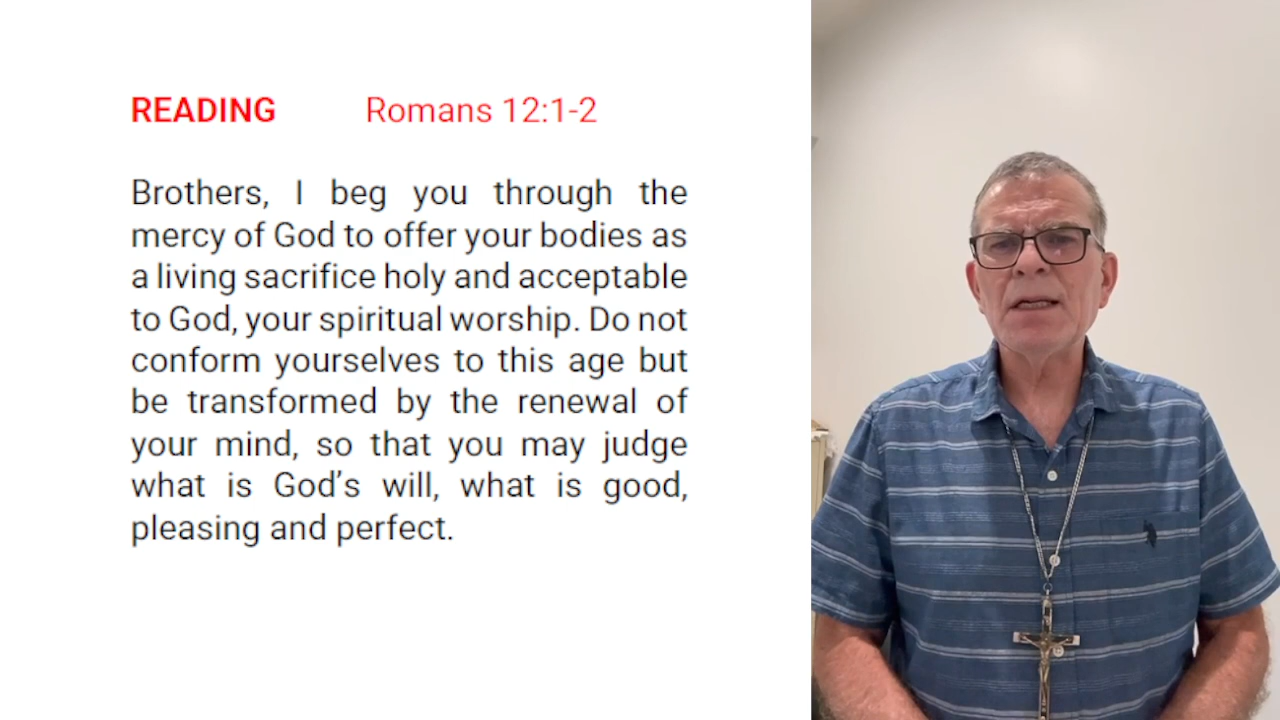 READING Romans 12:1-2
Brothers, I beg you through the
mercy of God to offer your bodies as
a living sacrifice holy and acceptable
to God, your spiritual worship. Do not
conform yourselves to this age but
be transformed by the renewal of
your mind, so that you may judge
what is God’s will, what is good,
pleasing and perfect.